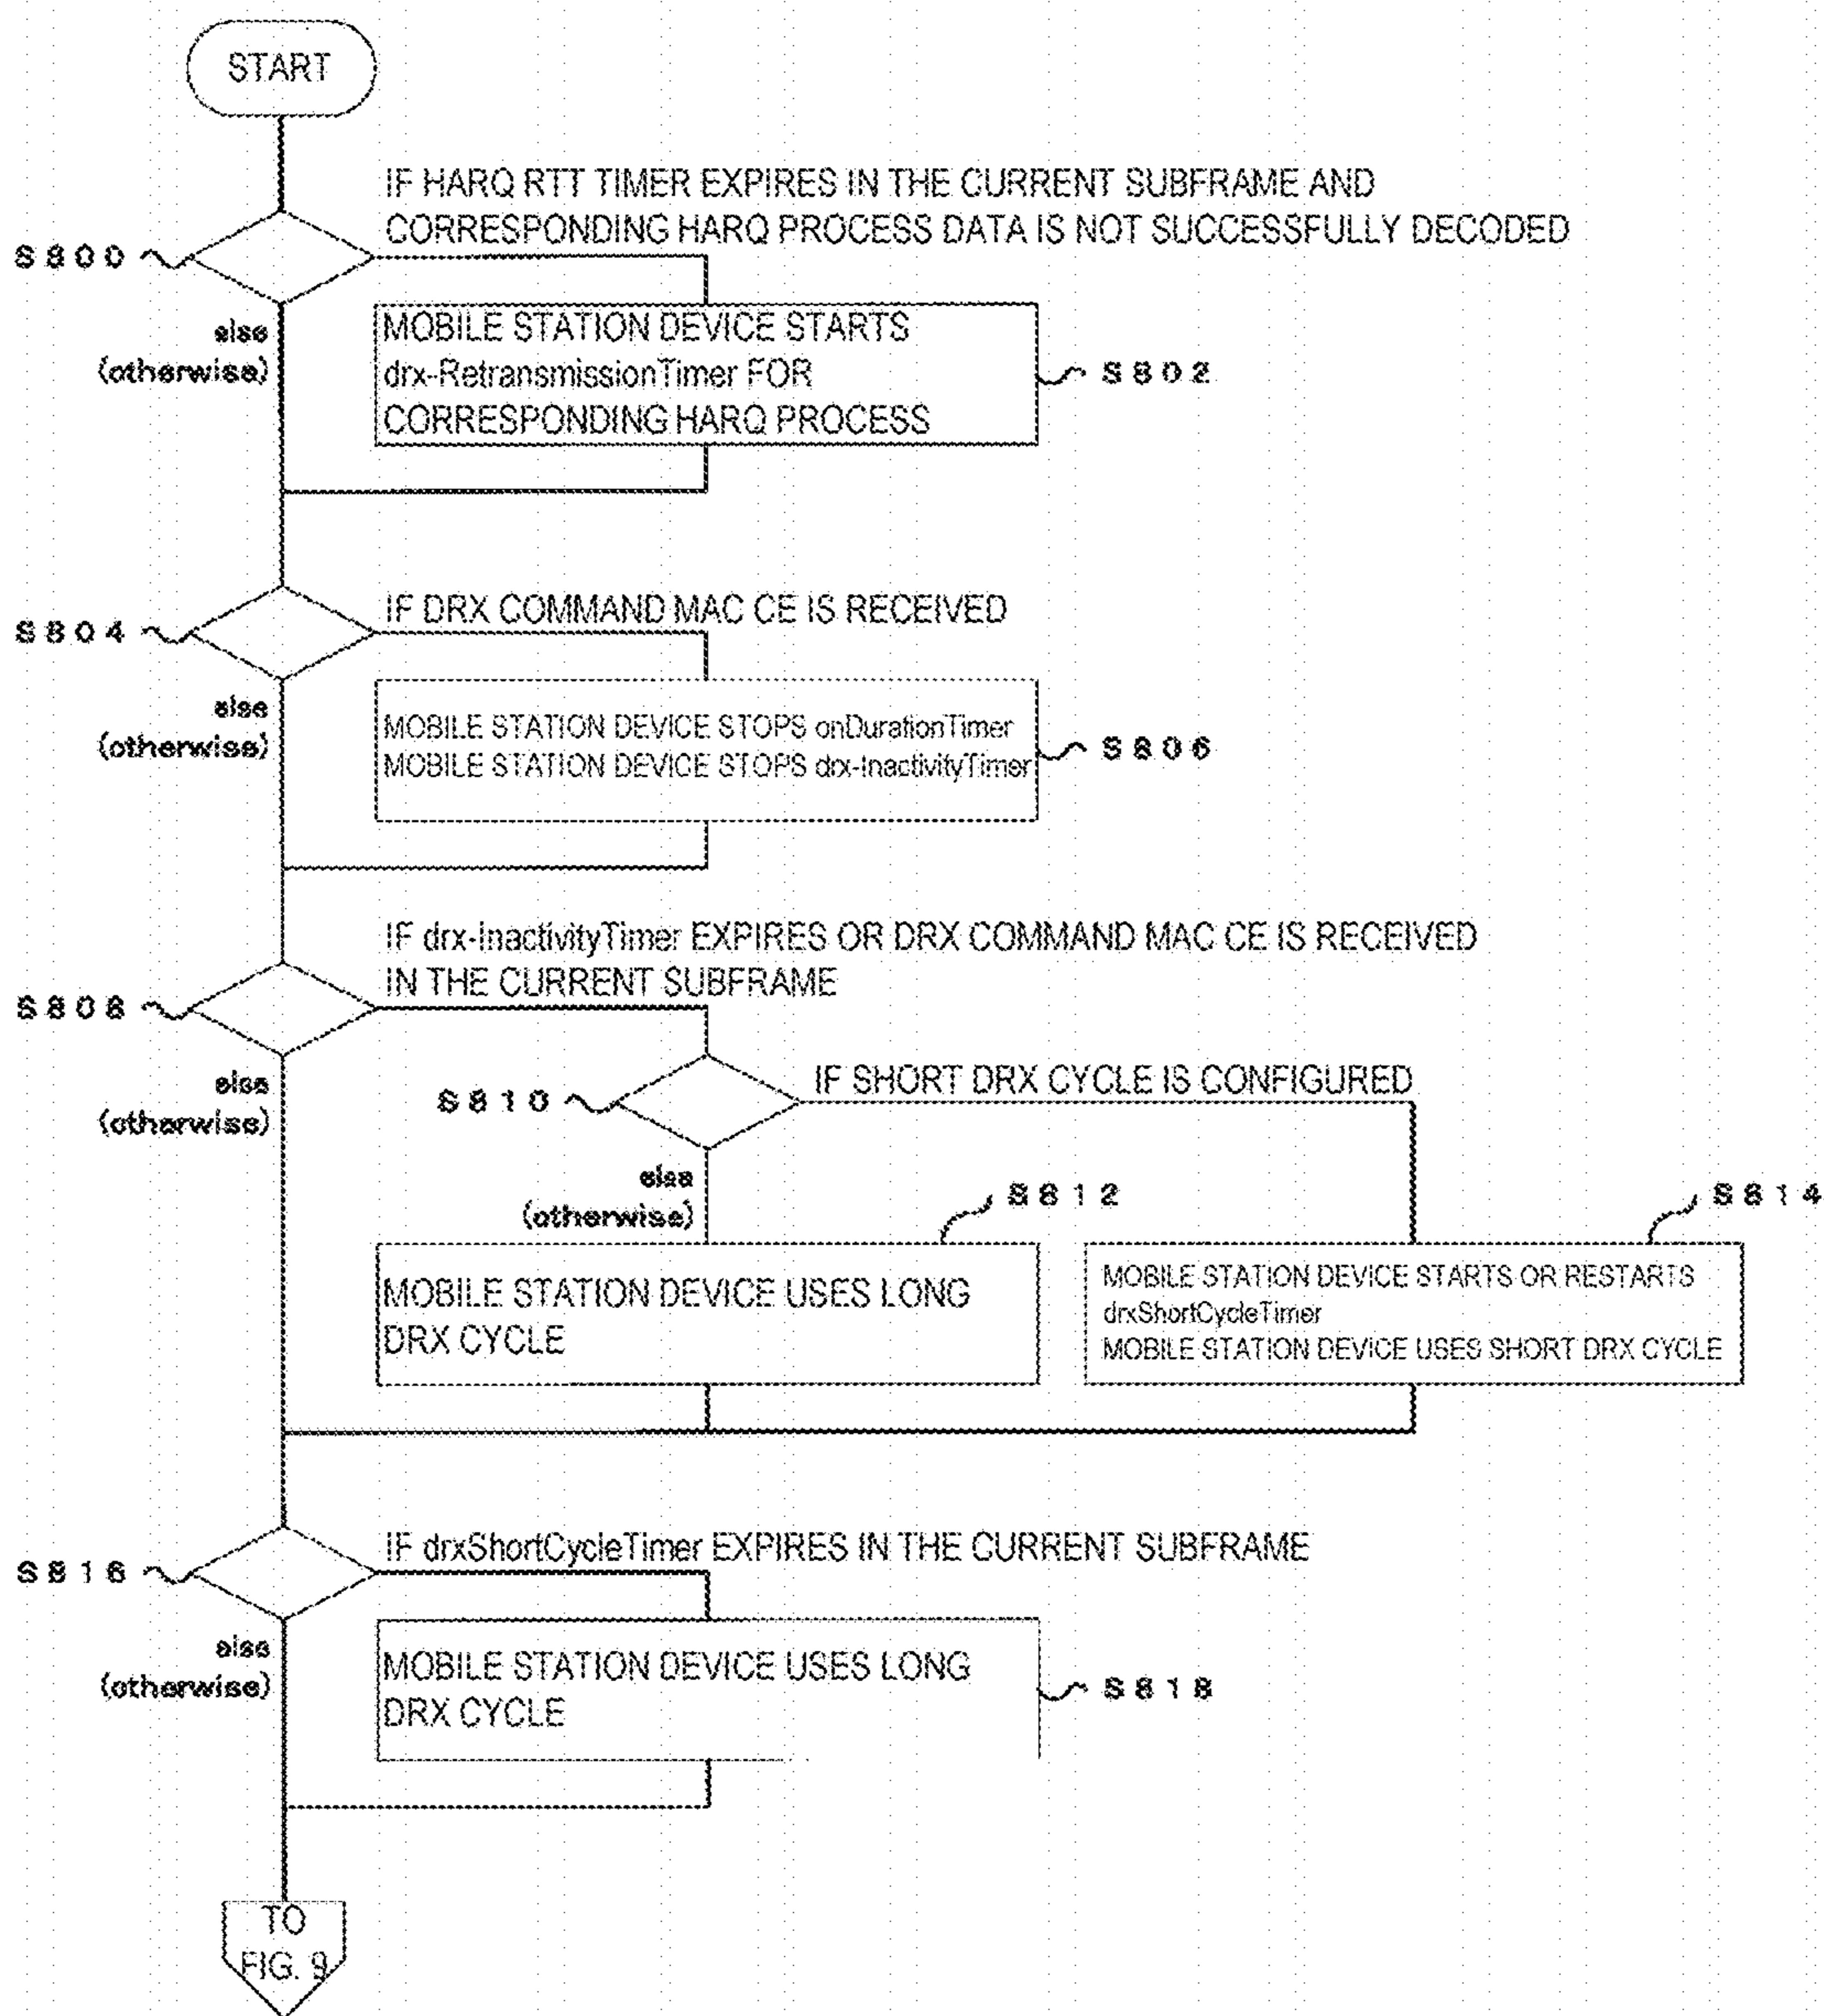 START
IF HARQ RTT TIMER EXPIRES IN THE CURRENT SUBFRAME AND
CORRESPONDING HARQ PROCESS DATA IS NOT SUCCESSFULLY DECODED
S800
else
(otherwise)
MOBILE STATION DEVICE STARTS
drx-RetransmissionTimer FOR
CORRESPONDING HARQ PROCESS
S802
IF DRX COMMAND MAC CE IS RECEIVED
S804
else
(otherwise)
MOBILE STATION DEVICE STOPS onDurationTimer
MOBILE STATION DEVICE STOPS drx-InactivityTimer
S806
IF drx-InactivityTimer EXPIRES OR DRX COMMAND MAC CE IS RECEIVED
IN THE CURRENT SUBFRAME
S808
else
(otherwise)
IF SHORT DRX CYCLE IS CONFIGURED
S810
else
(otherwise)
S812
S814
MOBILE STATION DEVICE USES LONG
DRX CYCLE
MOBILE STATION DEVICE STARTS OR RESTARTS
drxShortCycleTimer
MOBILE STATION DEVICE USES SHORT DRX CYCLE
IF drxShortCycleTimer EXPIRES IN THE CURRENT SUBFRAME
S816
else
(otherwise)
MOBILE STATION DEVICE USES LONG
DRX CYCLE
S818
TO
FIG. 9